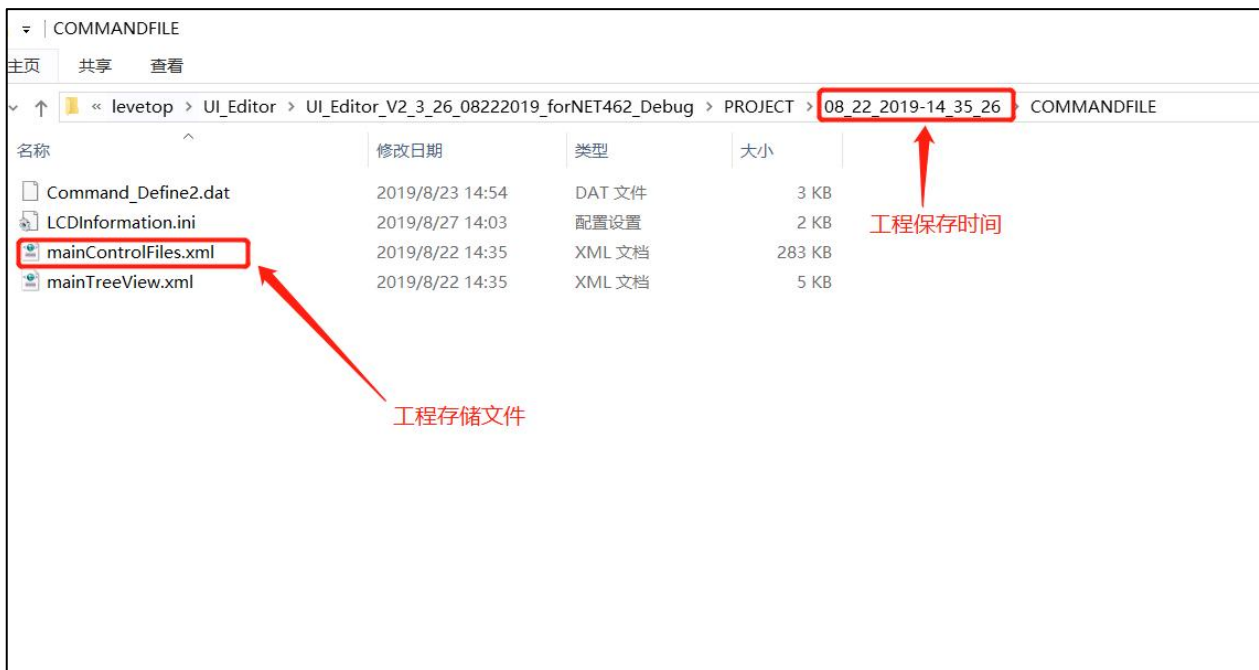 COMMANDFILE
主页 共享 查看
« levetop > UI_Editor > UI_Editor_V2_3_26_08222019_forNET462_Debug > PROJECT > 08_22_2019-14_35_26 > COMMANDFILE
名称 修改日期 类型 大小
Command_Define2.dat 2019/8/23 14:54 DAT 文件 3 KB
LCDInformation.ini 2019/8/27 14:03 配置设置 2 KB
工程保存时间
mainControlFiles.xml 2019/8/22 14:35 XML 文档 283 KB
mainTreeView.xml 2019/8/22 14:35 XML 文档 5 KB
工程存储文件